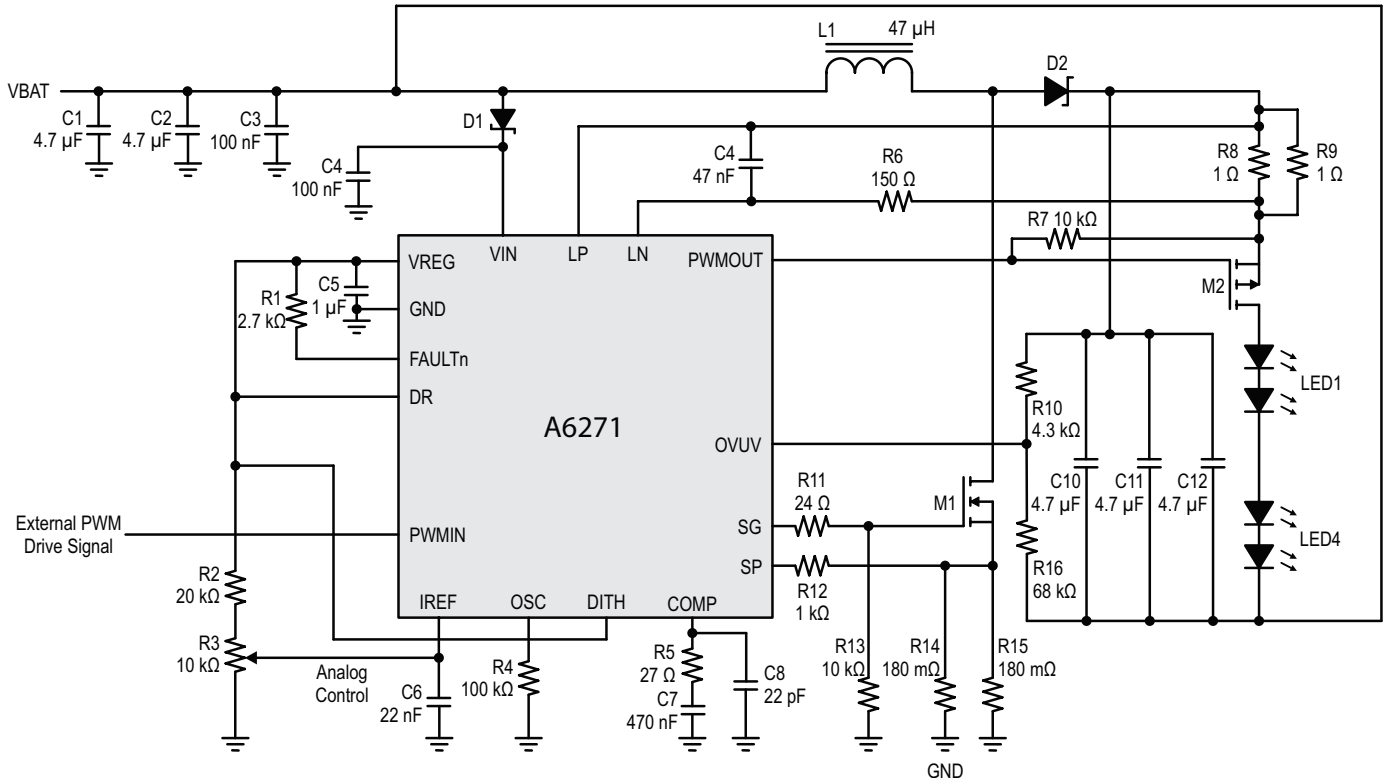 L1
47 µH
D2
VBAT
C1
4.7 µF
C2
4.7 µF
C3
100 nF
D1
C4
100 nF
C4
47 nF
R6
150 Ω
R8
1 Ω
R9
1 Ω
R7 10 kΩ
VREG
VIN
LP
LN
PWMOUT
C5
1 µF
R1
2.7 kΩ
GND
M2
FAULTn
LED1
DR
A6271
R10
4.3 kΩ
OVUV
C10
4.7 µF
C11
4.7 µF
C12
4.7 µF
R11
24 Ω
M1
External PWM
Drive Signal
PWMIN
SG
LED4
SP
R12
1 kΩ
R16
68 kΩ
R2
20 kΩ
IREF
OSC
DITH
COMP
R3
10 kΩ
Analog
Control
C6
22 nF
R4
100 kΩ
R5
27 Ω
C7
470 nF
C8
22 pF
R13
10 kΩ
R14
180 mΩ
R15
180 mΩ
GND